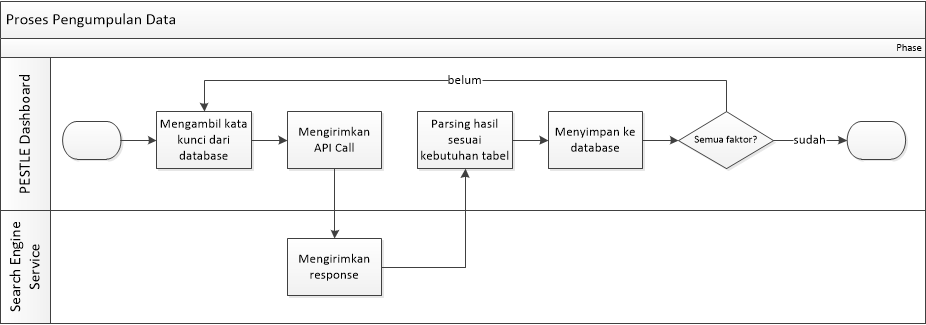 Proses Pengumpulan Data
Phase
PESTLE Dashboard
belum
Mengambil kata
kunci dari
database
Mengirimkan
API Call
Parsing hasil
sesuai
kebutuhan tabel
Menyimpan ke
database
Semua faktor?
sudah
Search Engine
Service
Mengirimkan
response